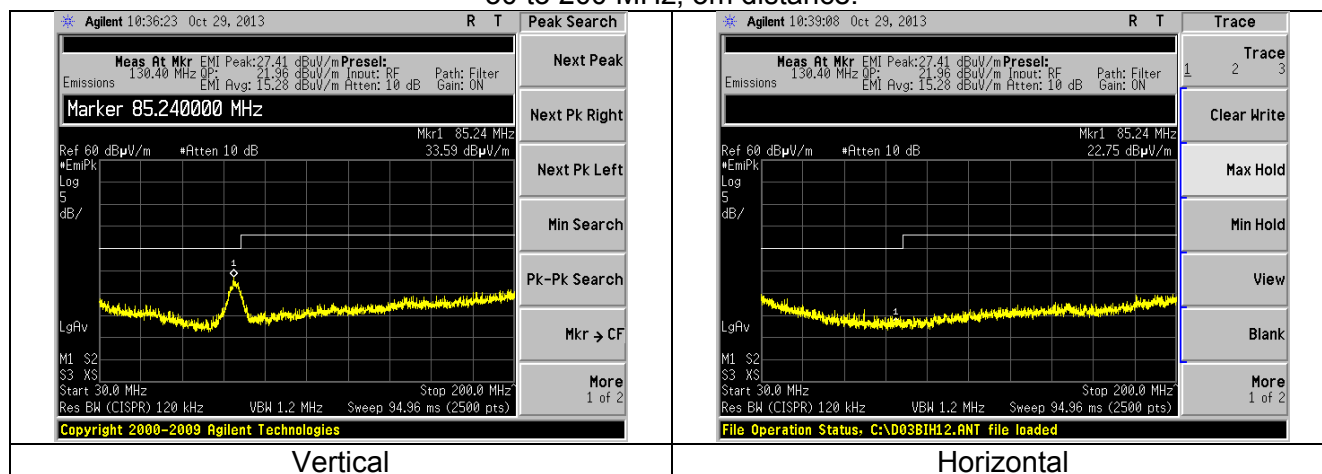 30 to 200 MHz, 3m distance.
Agilent 10:36:23 Oct 29, 2013 R T Peak Search
Meas At Mkr EMI Peak:27.41 dBuV/m Presel:
130.40 MHz QP: 21.96 dBuV/m Input: RF Path: Filter
Emissions EMI Avg: 15.28 dBuV/m Atten: 10 dB Gain: ON
Marker 85.240000 MHz
Mkr1 85.24 MHz
Ref 60 dBµV/m #Atten 10 dB 33.59 dBµV/m
#EmiPk
Log
5
dB/
1
LgAv
M1 S2
S3 XS
Start 30.0 MHz Stop 200.0 MHz^
Res BW (CISPR) 120 kHz VBW 1.2 MHz Sweep 94.96 ms (2500 pts)
Copyright 2000-2009 Agilent Technologies
Next Peak
Next Pk Right
Next Pk Left
Min Search
Pk-Pk Search
Mkr → CF
More
1 of 2
Vertical
Agilent 10:39:08 Oct 29, 2013 R T Trace
Meas At Mkr EMI Peak:27.41 dBuV/m Presel:
130.40 MHz QP: 21.96 dBuV/m Input: RF Path: Filter
Emissions EMI Avg: 15.28 dBuV/m Atten: 10 dB Gain: ON
Mkr1 85.24 MHz
Ref 60 dBµV/m #Atten 10 dB 22.75 dBµV/m
#EmiPk
Log
5
dB/
1
LgAv
M1 S2
S3 XS
Start 30.0 MHz Stop 200.0 MHz^
Res BW (CISPR) 120 kHz VBW 1.2 MHz Sweep 94.96 ms (2500 pts)
File Operation Status, C:\D03BIH12.ANT file loaded
Trace
1 2 3
Clear Write
Max Hold
Min Hold
View
Blank
More
1 of 2
Horizontal